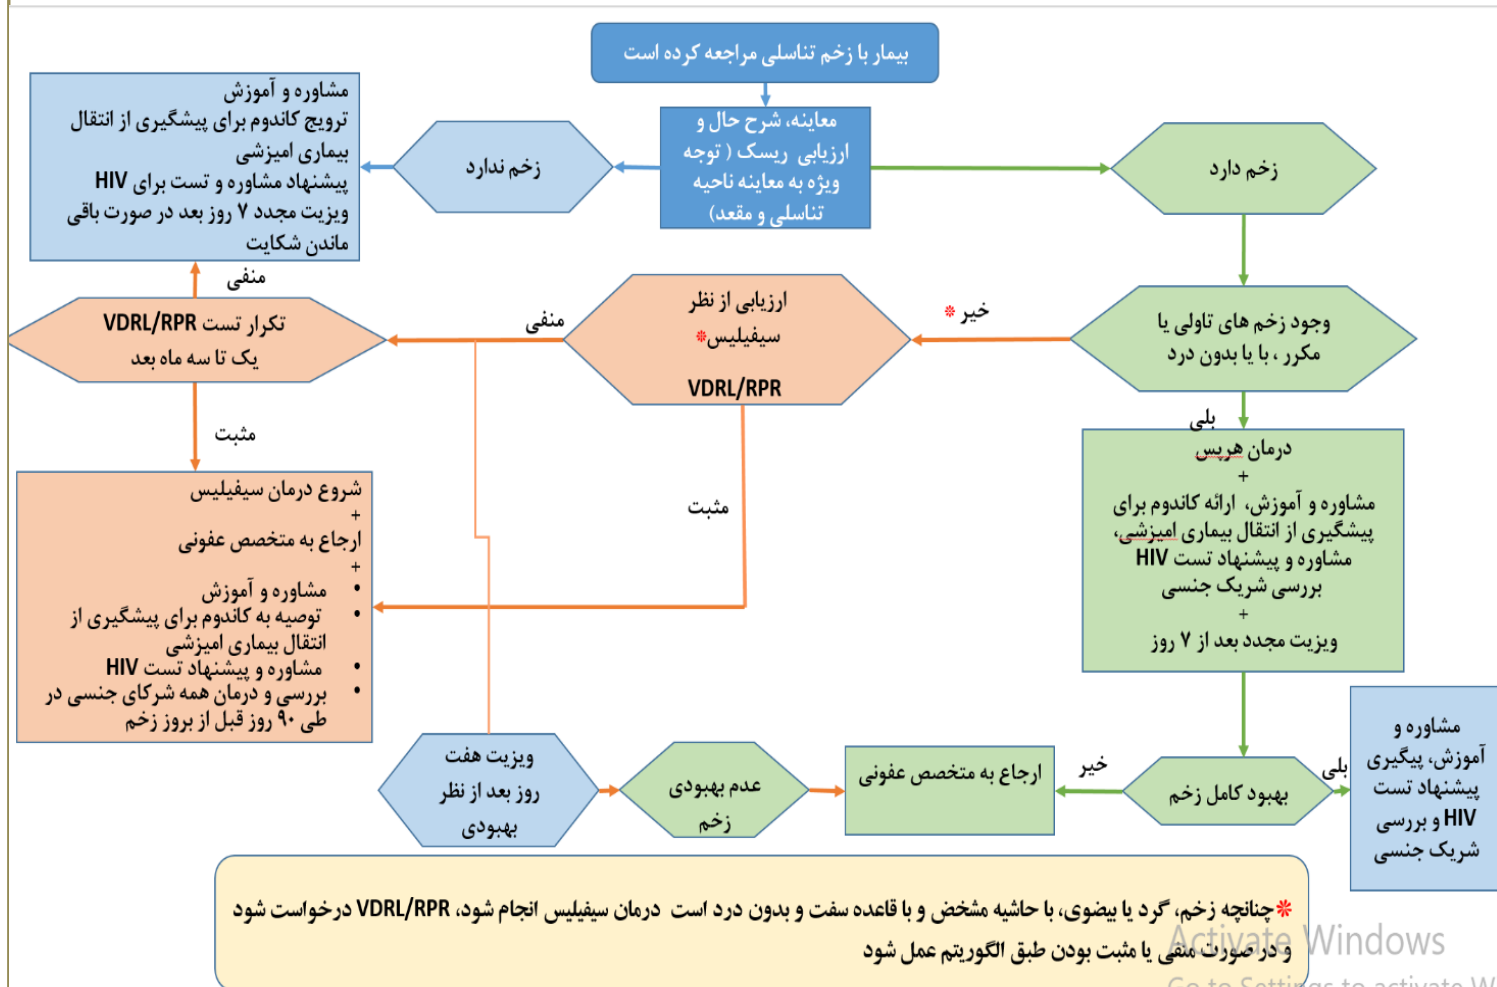 بیمار با زخم تناسلی مراجعه کرده است
معاینه، شرح حال و
ارزیابی ریسک ( توجه
ویژه به معاینه ناحیه
تناسلی و مقعد)
زخم دارد
زخم ندارد
مشاوره و آموزش
ترویج کاندوم برای پیشگیری از انتقال
بیماری امیزشی
پیشنهاد مشاوره و تست برای HIV
ویزیت مجدد ۷ روز بعد در صورت باقی
ماندن شکایت
وجود زخم های تاولی یا
مکرر ، با یا بدون درد
خیر *
ارزیابی از نظر
سیفیلیس*
VDRL/RPR
منفی
تکرار تست VDRL/RPR
یک تا سه ماه بعد
منفی
مثبت
مثبت
شروع درمان سیفیلیس
+
ارجاع به متخصص عفونی
+
• مشاوره و آموزش
• توصیه به کاندوم برای پیشگیری از
انتقال بیماری امیزشی
• مشاوره و پیشنهاد تست HIV
• بررسی و درمان همه شرکای جنسی در
طی ۹۰ روز قبل از بروز زخم
بلی
درمان هرپس
+
مشاوره و آموزش، ارائه کاندوم برای
پیشگیری از انتقال بیماری امیزشی،
مشاوره و پیشنهاد تست HIV
بررسی شریک جنسی
+
ویزیت مجدد بعد از ۷ روز
بهبود کامل زخم
بلی
مشاوره و
آموزش، پیگیری
پیشنهاد تست
HIV و بررسی
شریک جنسی
خیر
ارجاع به متخصص عفونی
عدم بهبودی
زخم
ویزیت هفت
روز بعد از نظر
بهبودی
*چنانچه زخم، گرد یا بیضوی، با حاشیه مشخص و با قاعده سفت و بدون درد است درمان سیفیلیس انجام شود، VDRL/RPR درخواست شود
و در صورت منفی یا مثبت بودن طبق الگوریتم عمل شود
Activate Windows
Go to Settings to activate W